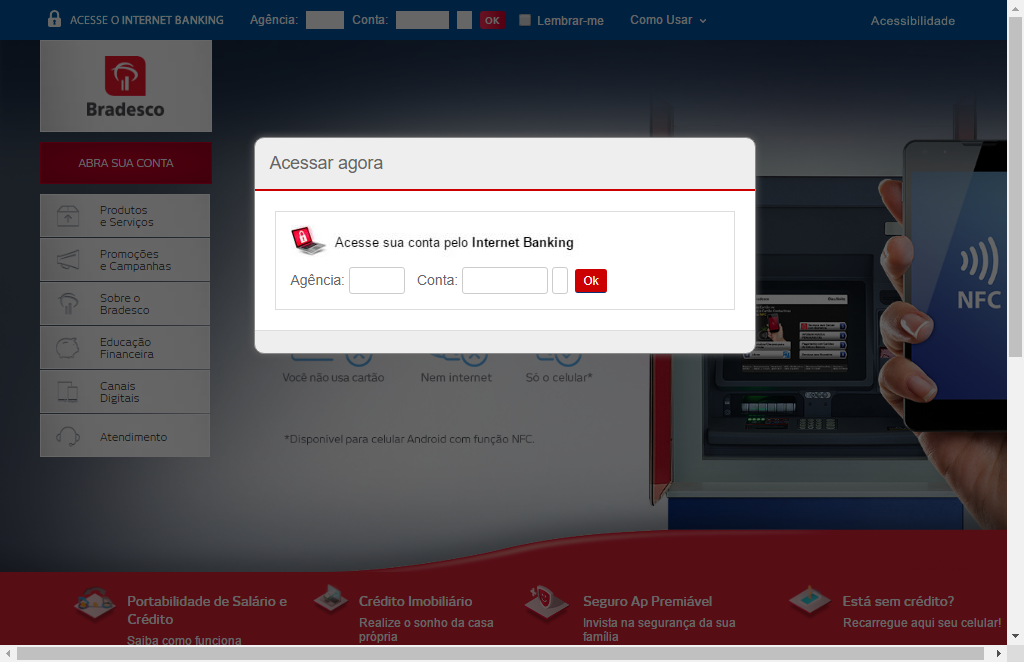 ACESSE O INTERNET BANKING Agência: Conta: OK Lembrar-me Como Usar Acessibilidade
Bradesco
ABRA SUA CONTA
Produtos
e Serviços
Promoções
e Campanhas
Sobre o
Bradesco
Educação
Financeira
Canais
Digitais
Atendimento
Acessar agora
Acesse sua conta pelo Internet Banking
Agência: Conta: Ok
Você não usa cartão Nem internet Só o celular*
*Disponível para celular Android com função NFC.
NFC
Portabilidade de Salário e
Crédito
Saiba como funciona
Crédito Imobiliário
Realize o sonho da casa
própria
Seguro Ap Premiável
Invista na segurança da sua
família
Está sem crédito?
Recarregue aqui seu celular!